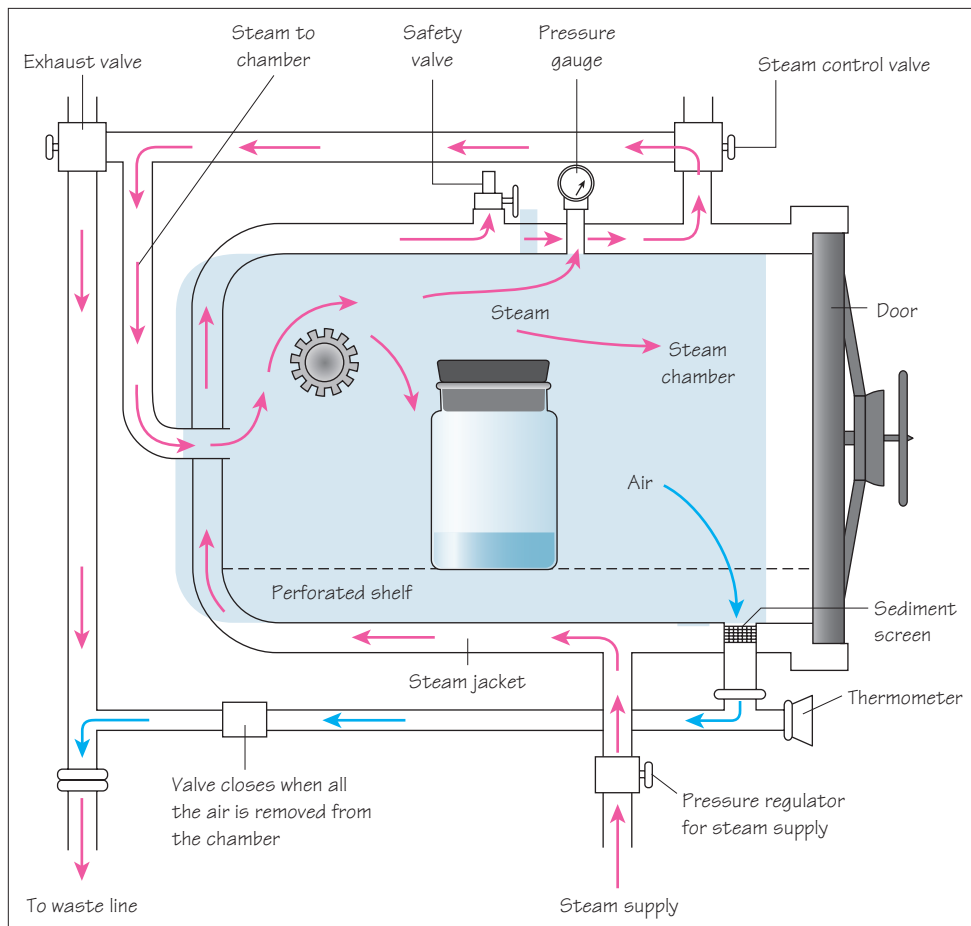 Steam to
chamber
Safety
valve
Pressure
gauge
Exhaust valve
Steam control valve
Door
Steam
Steam
chamber
Air
Perforated shelf
Sediment
screen
Steam jacket
Thermometer
Valve closes when all
the air is removed from
the chamber
Pressure regulator
for steam supply
To waste line
Steam supply